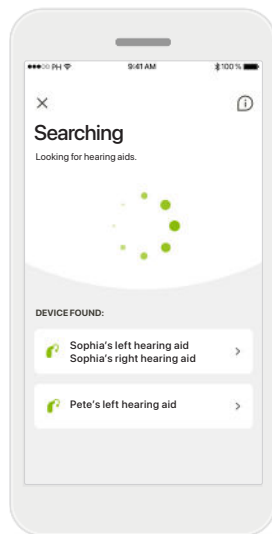 PH 9:41 AM 100 %
Searching
Looking for hearing aids.
DEVICE FOUND:
Sophia's left hearing aid
Sophia's right hearing aid
Pete's left hearing aid